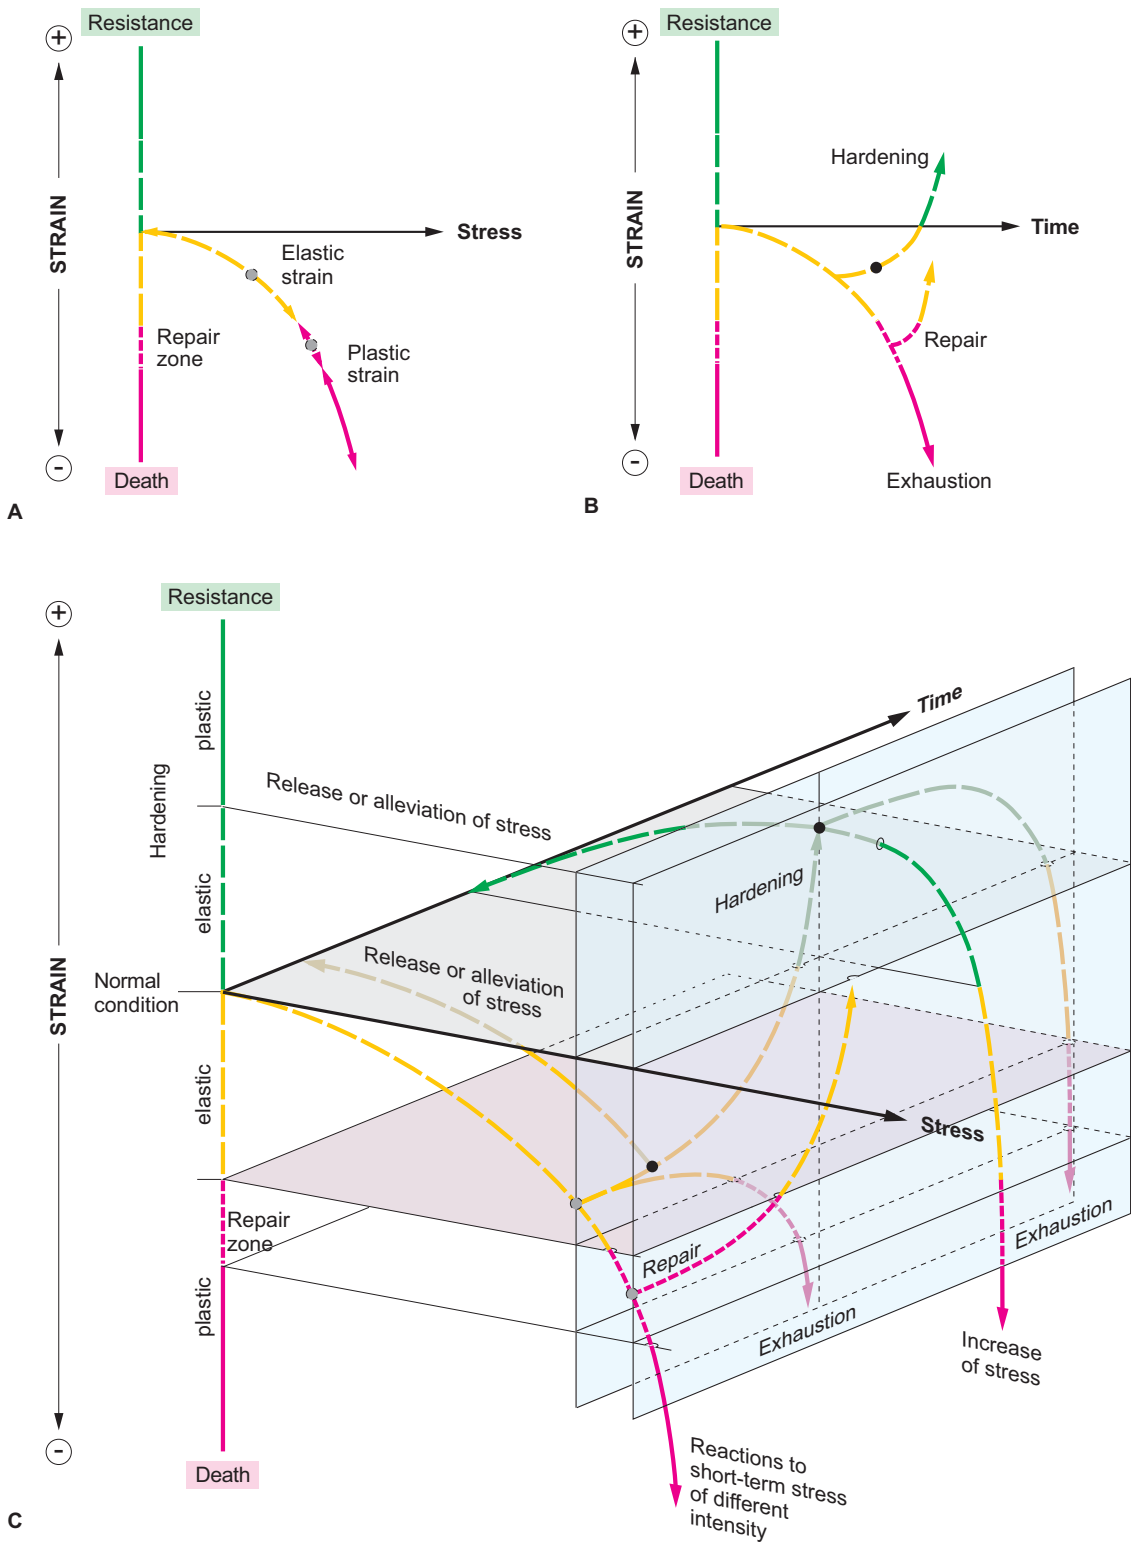 Resistance
+
STRAIN
Stress
Elastic
strain
Repair
zone
Plastic
strain
-
Death
A
Resistance
+
STRAIN
Hardening
Time
Repair
-
Death
Exhaustion
B
Resistance
+
STRAIN
plastic
Hardening
elastic
Normal
condition
elastic
Repair
zone
plastic
-
Death
Time
Release or alleviation of stress
Hardening
Release or alleviation
of stress
Stress
Repair
Exhaustion
Exhaustion
Increase
of stress
Reactions to
short-term stress
of different
intensity
C